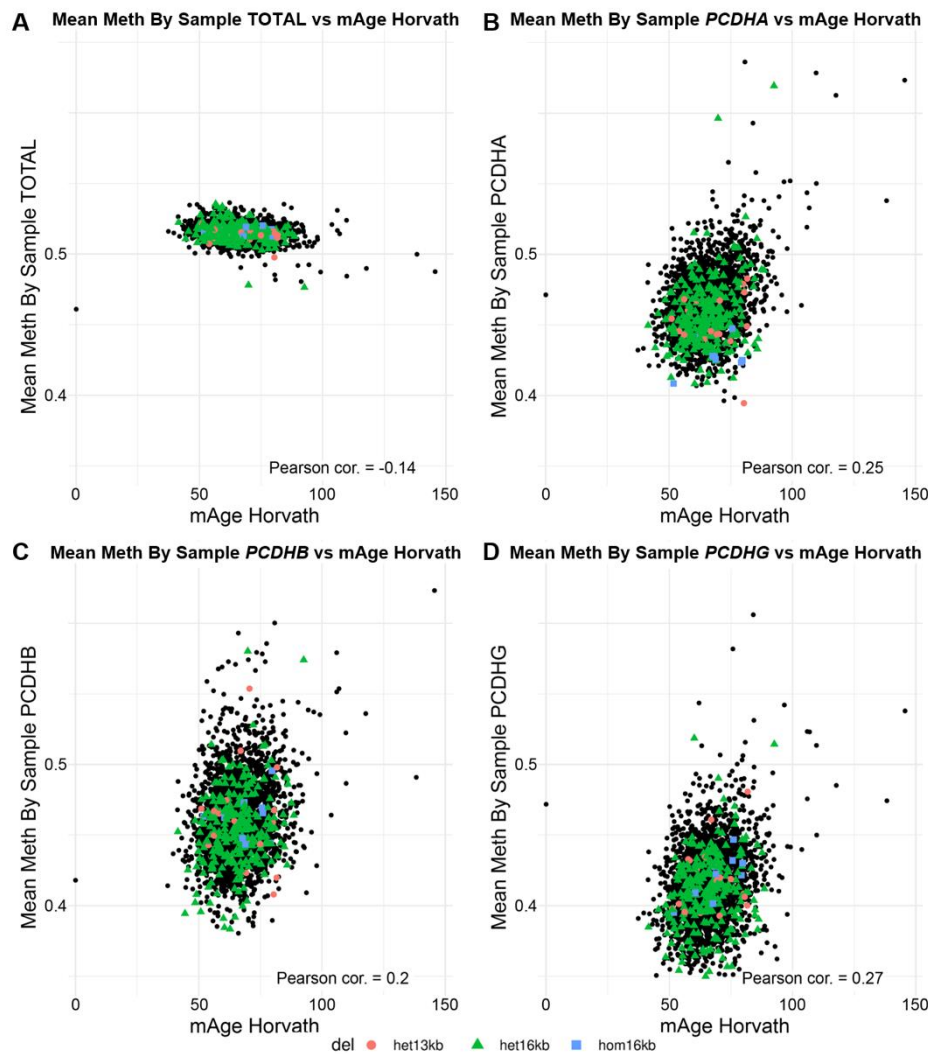 A Mean Meth By Sample TOTAL vs mAge Horvath
Mean Meth By Sample TOTAL
0.5
0.4
Pearson cor. = -0.14
0 50 100 150
mAge Horvath
B Mean Meth By Sample PCDHA vs mAge Horvath
Mean Meth By Sample PCDHA
0.5
0.4
Pearson cor. = 0.25
0 50 100 150
mAge Horvath
C Mean Meth By Sample PCDHB vs mAge Horvath
Mean Meth By Sample PCDHB
0.5
0.4
Pearson cor. = 0.2
0 50 100 150
mAge Horvath
D Mean Meth By Sample PCDHG vs mAge Horvath
Mean Meth By Sample PCDHG
0.5
0.4
Pearson cor. = 0.27
0 50 100 150
mAge Horvath
del het13kb het16kb hom16kb